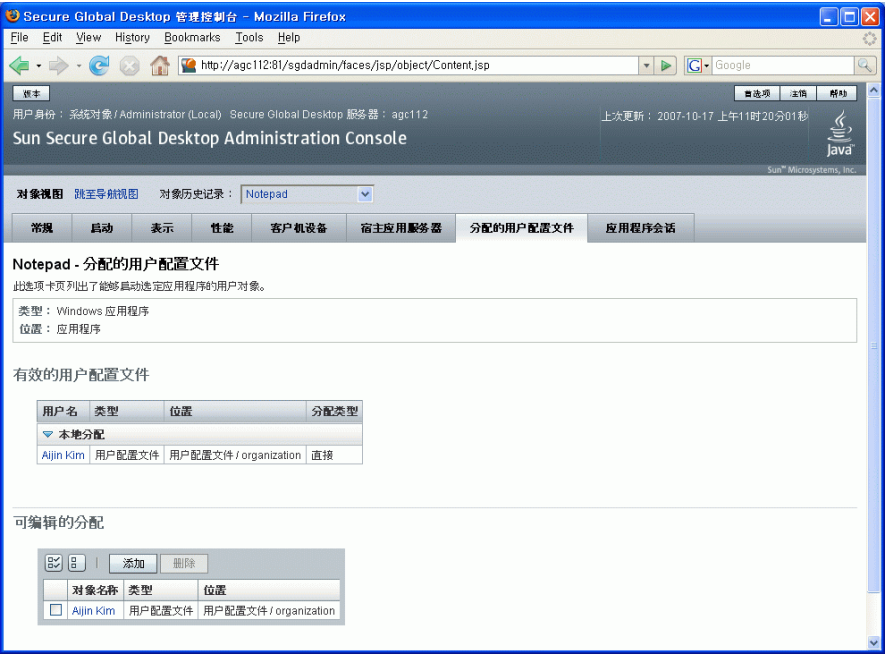 Secure Global Desktop 管理控制台 - Mozilla Firefox
File Edit View History Bookmarks Tools Help
http://agc112:81/sgdadmin/faces/jsp/object/Content.jsp
G Google
版本 首选项 注销 帮助
用户身份： 系统对象 / Administrator (Local) Secure Global Desktop 服务器： agc112 上次更新： 2007-10-17 上午11时20分01秒
Sun Secure Global Desktop Administration Console
Java™
Sun™ Microsystems, Inc.
对象视图 跳至导航视图 对象历史记录： Notepad
常规 启动 表示 性能 客户机设备 宿主应用服务器 分配的用户配置文件 应用程序会话
Notepad - 分配的用户配置文件
此选项卡页列出了能够启动选定应用程序的用户对象。
类型： Windows 应用程序
位置： 应用程序
有效的用户配置文件
用户名 类型 位置 分配类型
本地分配
Aijin Kim 用户配置文件 用户配置文件 / organization 直接
可编辑的分配
添加 删除
对象名称 类型 位置
Aijin Kim 用户配置文件 用户配置文件 / organization